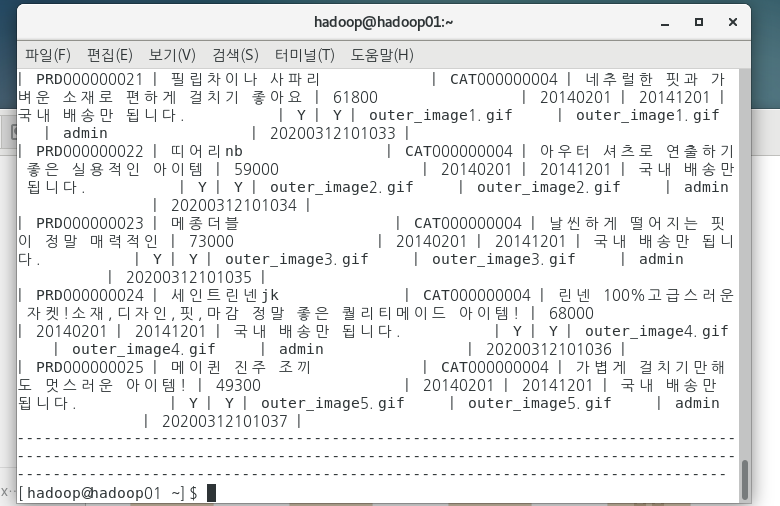 hadoop@hadoop01:~
파일(F) 편집(E) 보기(V) 검색(S) 터미널(T) 도움말(H)
| PRD000000021 | 필립차이나 사파리 | CAT000000004 | 네추럴한 핏과 가
벼운 소재로 편하게 걸치기 좋아요 | 61800 | 20140201 | 20141201 |
국내 배송만 됩니다. | Y | Y | outer_image1.gif | outer_image1.gif
| admin | 20200312101033 |
| PRD000000022 | 띠어리nb | CAT000000004 | 아우터 셔츠로 연출하기
좋은 실용적인 아이템 | 59000 | 20140201 | 20141201 | 국내 배송만
됩니다. | Y | Y | outer_image2.gif | outer_image2.gif | admin
| 20200312101034 |
| PRD000000023 | 메종더블 | CAT000000004 | 날씬하게 떨어지는 핏
이 정말 매력적인 | 73000 | 20140201 | 20141201 | 국내 배송만 됩니
다. | Y | Y | outer_image3.gif | outer_image3.gif | admin
| 20200312101035 |
| PRD000000024 | 세인트린넨jk | CAT000000004 | 린넨 100%고급스러운
자켓!소재,디자인,핏,마감 정말 좋은 퀄리티메이드 아이템! | 68000
| 20140201 | 20141201 | 국내 배송만 됩니다. | Y | Y | outer_image4.gif
| outer_image4.gif | admin | 20200312101036 |
| PRD000000025 | 메이퀸 진주 조끼 | CAT000000004 | 가볍게 걸치기만해
도 멋스러운 아이템! | 49300 | 20140201 | 20141201 | 국내 배송만
됩니다. | Y | Y | outer_image5.gif | outer_image5.gif | admin
| 20200312101037 |
--------------------------------------------------------------------------------
--------------------------------------------------------------------------------
-------------------------------------------------------------------------------
[hadoop@hadoop01 ~]$